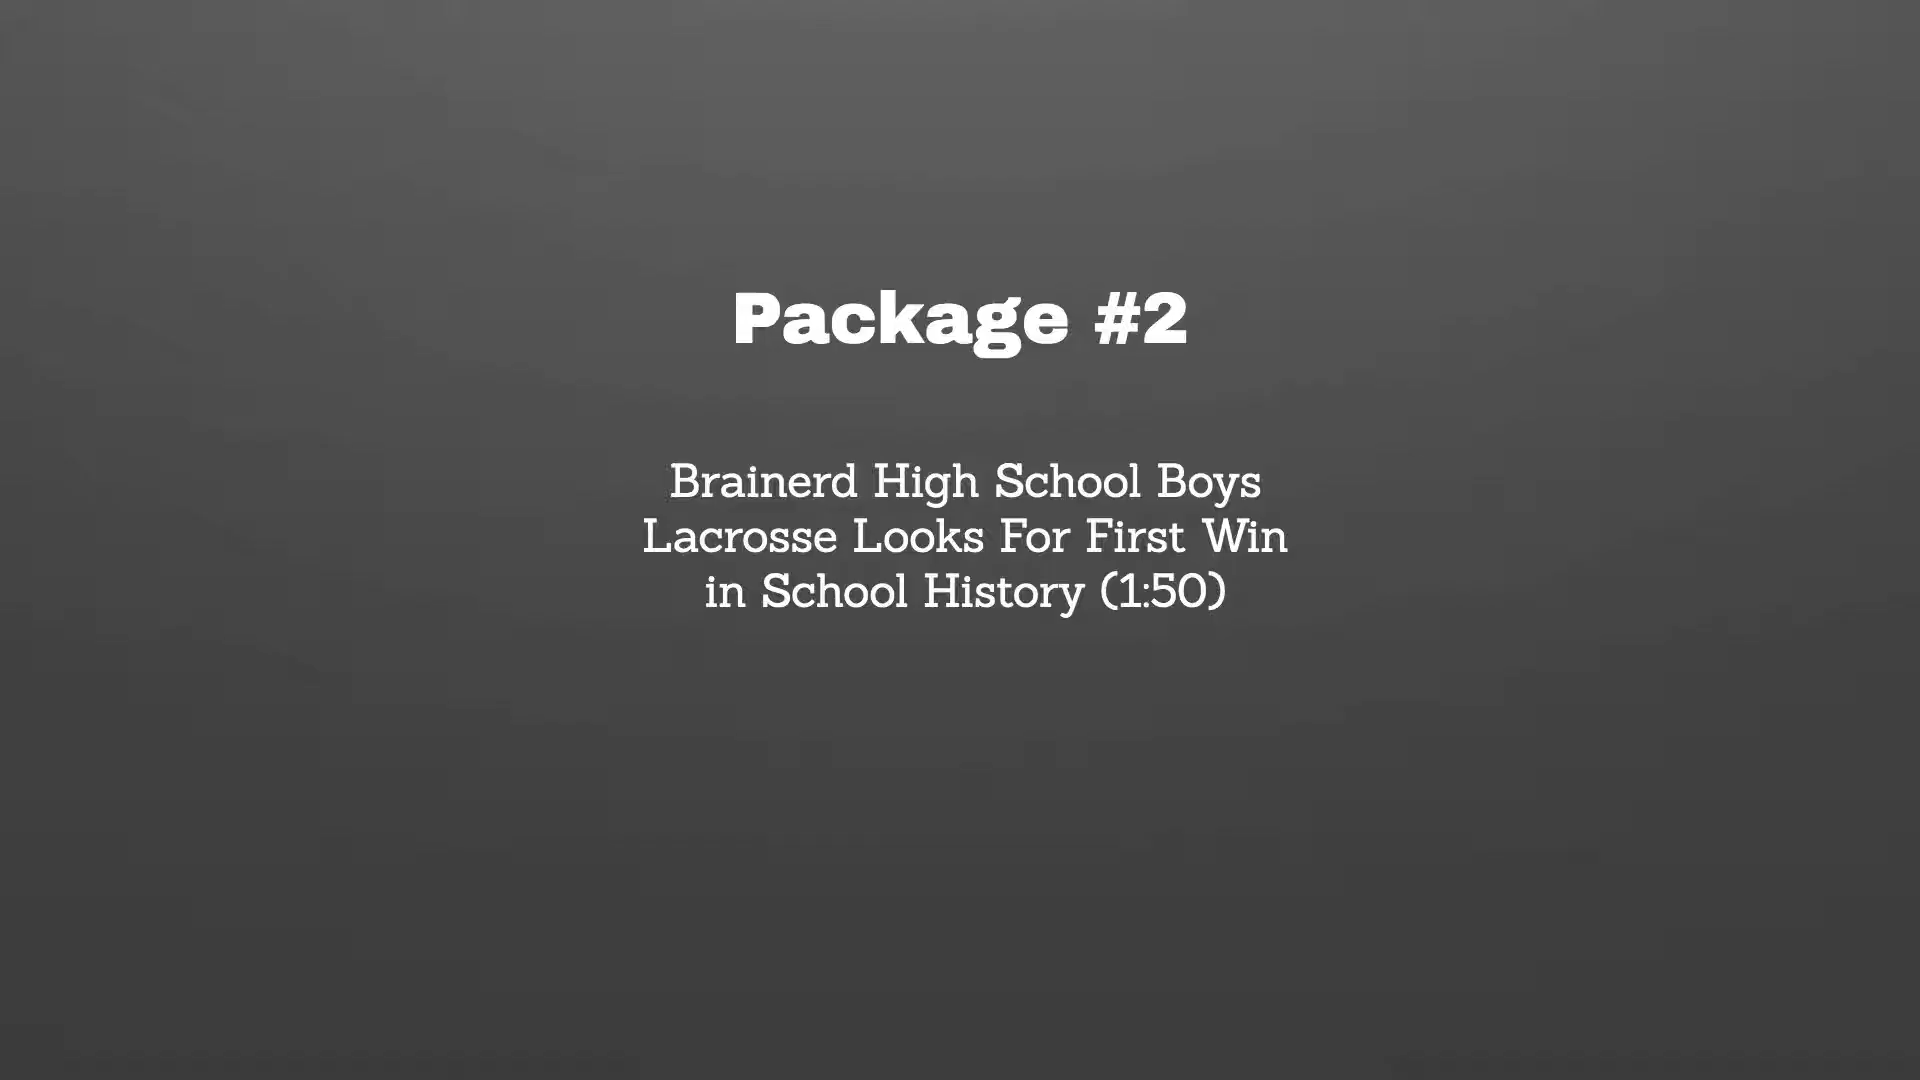 Package #2
Brainerd High School Boys
Lacrosse Looks For First Win
in School History (1:50)